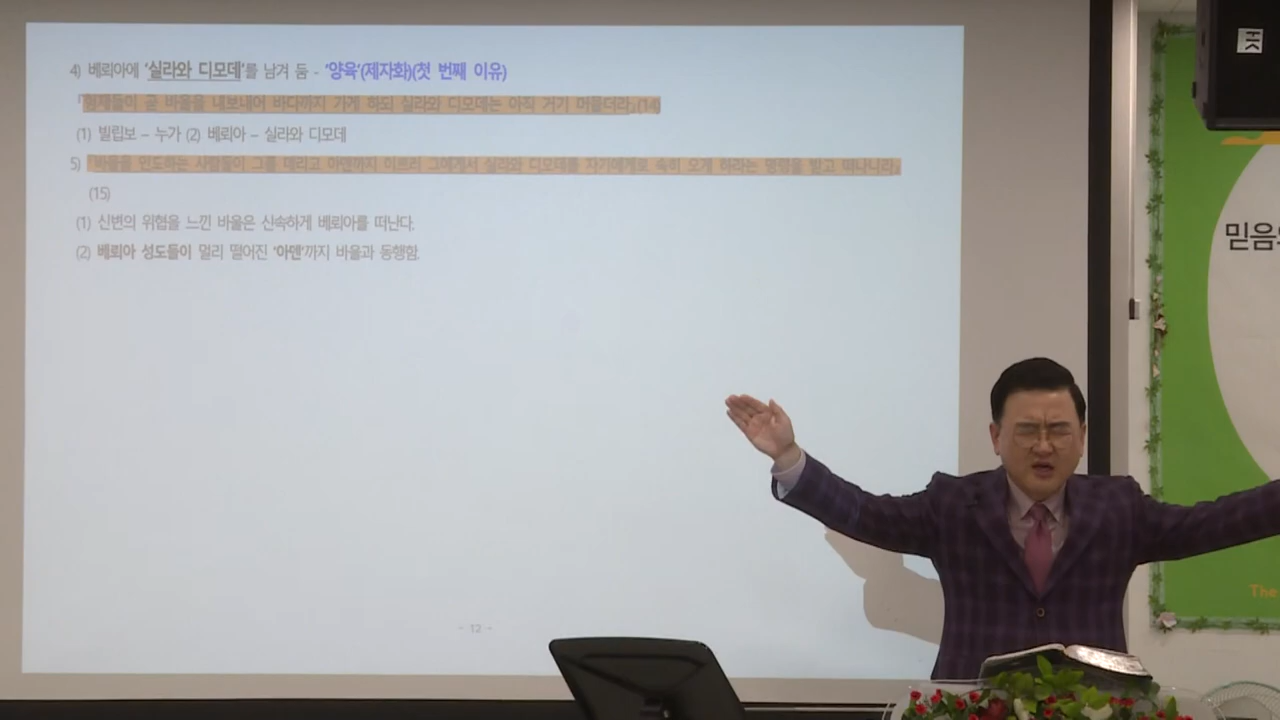 4) 베뢰아에 '실라와 디모데'를 남겨 둠 - '양육'(제자화)(첫 번째 이유)
「형제들이 곧 바울을 내보내어 바다까지 가게 하되 실라와 디모데는 아직 거기 머물더라」(14)
(1) 빌립보 – 누가 (2) 베뢰아 – 실라와 디모데
5) 「바울을 인도하는 사람들이 그를 데리고 아덴까지 이르러 그에게서 실라와 디모데를 자기에게로 속히 오게 하라는 명령을 받고 떠나니라」
(15)
(1) 신변의 위협을 느낀 바울은 신속하게 베뢰아를 떠난다.
(2) 베뢰아 성도들이 멀리 떨어진 '아덴'까지 바울과 동행함.
- 12 -
믿음의
The